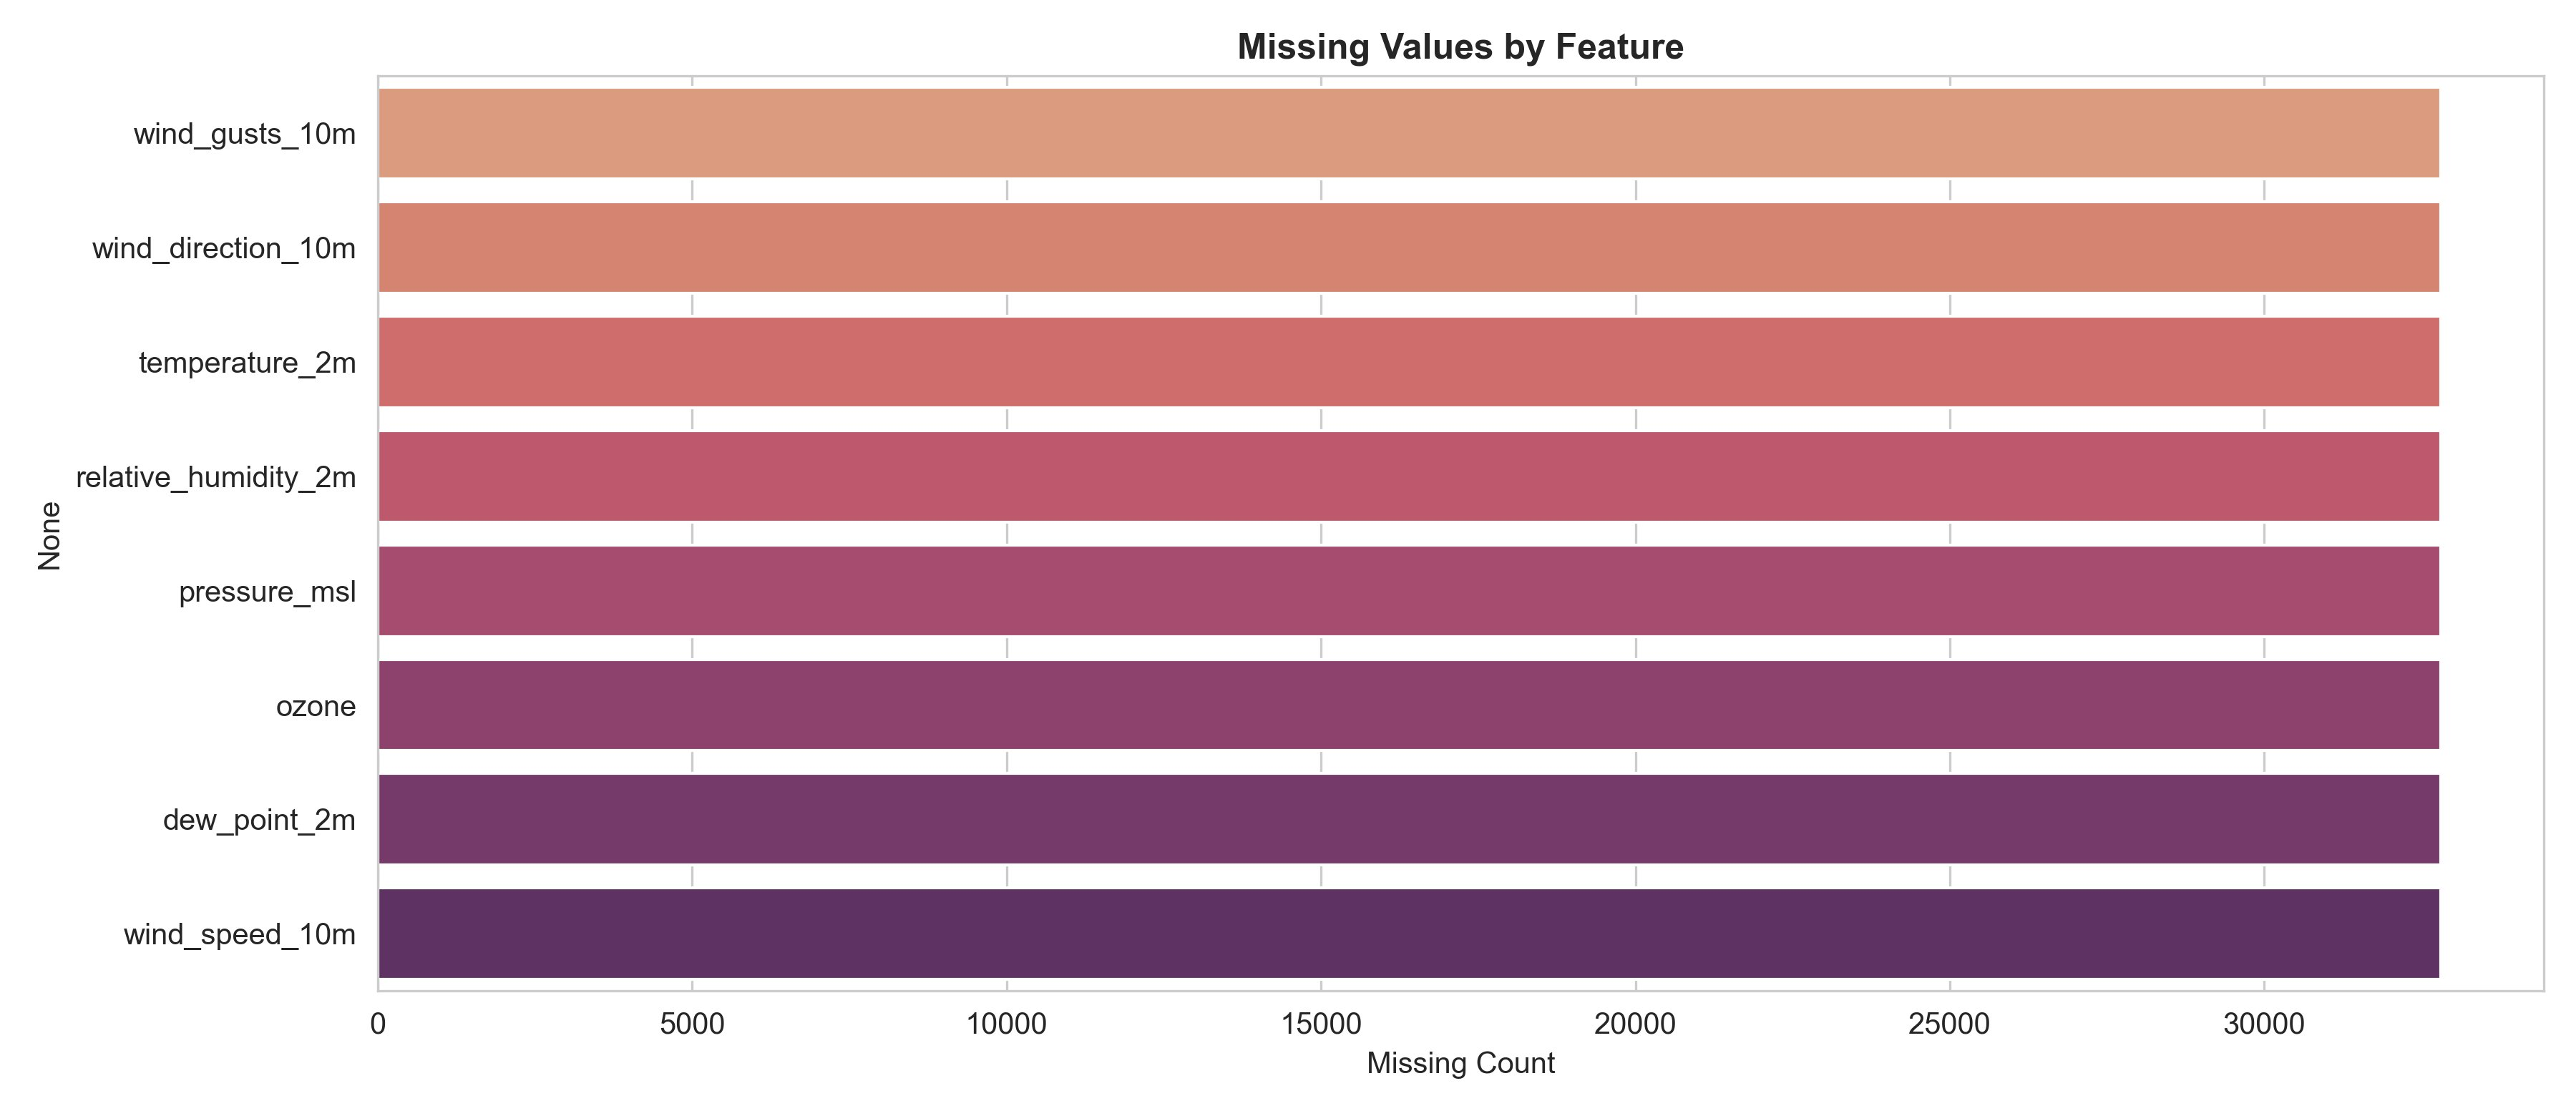 Missing Values by Feature
wind_gusts_10m
wind_direction_10m
temperature_2m
relative_humidity_2m
pressure_msl
ozone
dew_point_2m
wind_speed_10m
None
0 5000 10000 15000 20000 25000 30000
Missing Count